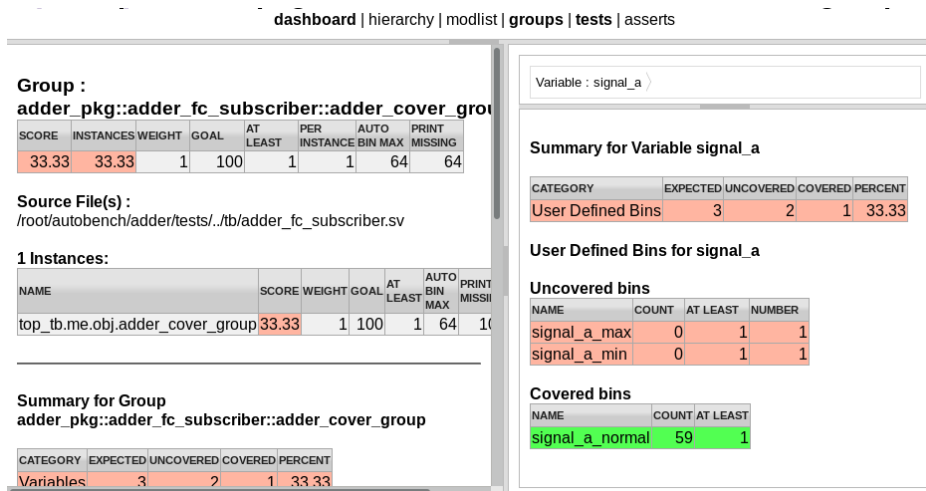 dashboard | hierarchy | modlist | groups | tests | asserts
Group :
adder_pkg::adder_fc_subscriber::adder_cover_grou
SCORE INSTANCES WEIGHT GOAL AT LEAST PER INSTANCE AUTO BIN MAX PRINT MISSING
33.33 33.33 1 100 1 1 64 64
Source File(s) :
/root/autobench/adder/tests/../tb/adder_fc_subscriber.sv
1 Instances:
NAME SCORE WEIGHT GOAL AT LEAST AUTO BIN MAX PRINT
top_tb.me.obj.adder_cover_group 33.33 1 100 1 64
Summary for Group
adder_pkg::adder_fc_subscriber::adder_cover_group
CATEGORY EXPECTED UNCOVERED COVERED PERCENT
Variables 3 2 1 33.33
Variable : signal_a
Summary for Variable signal_a
CATEGORY EXPECTED UNCOVERED COVERED PERCENT
User Defined Bins 3 2 1 33.33
User Defined Bins for signal_a
Uncovered bins
NAME COUNT AT LEAST NUMBER
signal_a_max 0 1 1
signal_a_min 0 1 1
Covered bins
NAME COUNT AT LEAST
signal_a_normal 59 1